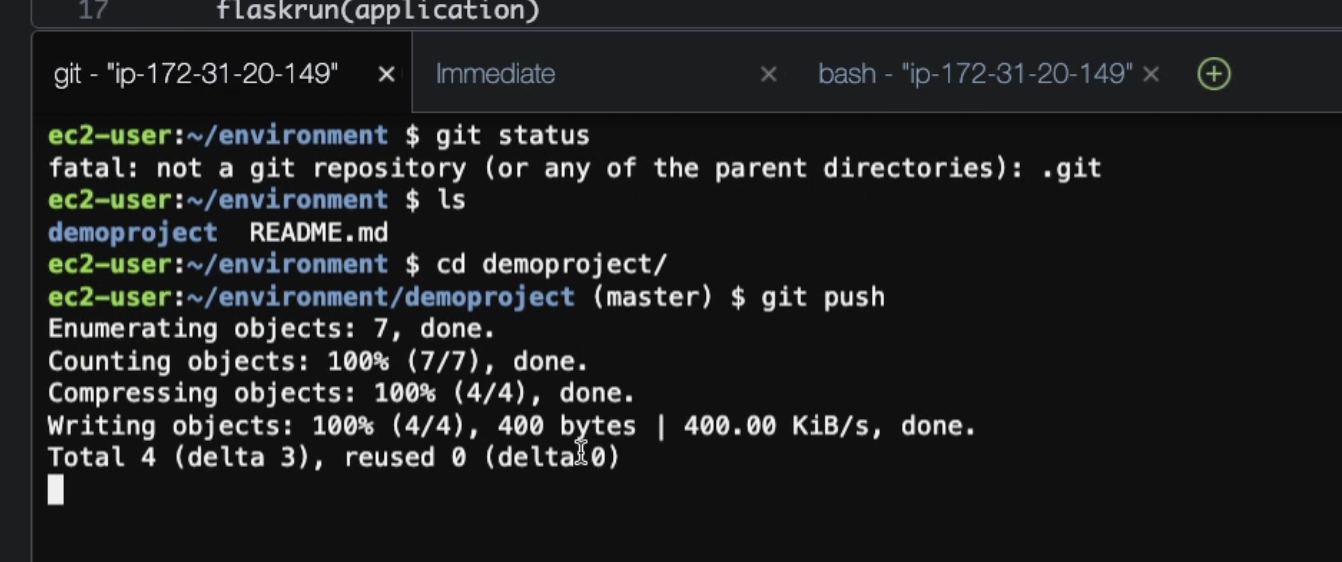 17 flaskrun(application)
git - "ip-172-31-20-149" × Immediate × bash - "ip-172-31-20-149" ×
ec2-user:~/environment $ git status
fatal: not a git repository (or any of the parent directories): .git
ec2-user:~/environment $ ls
demoproject  README.md
ec2-user:~/environment $ cd demoproject/
ec2-user:~/environment/demoproject (master) $ git push
Enumerating objects: 7, done.
Counting objects: 100% (7/7), done.
Compressing objects: 100% (4/4), done.
Writing objects: 100% (4/4), 400 bytes | 400.00 KiB/s, done.
Total 4 (delta 3), reused 0 (delta 0)